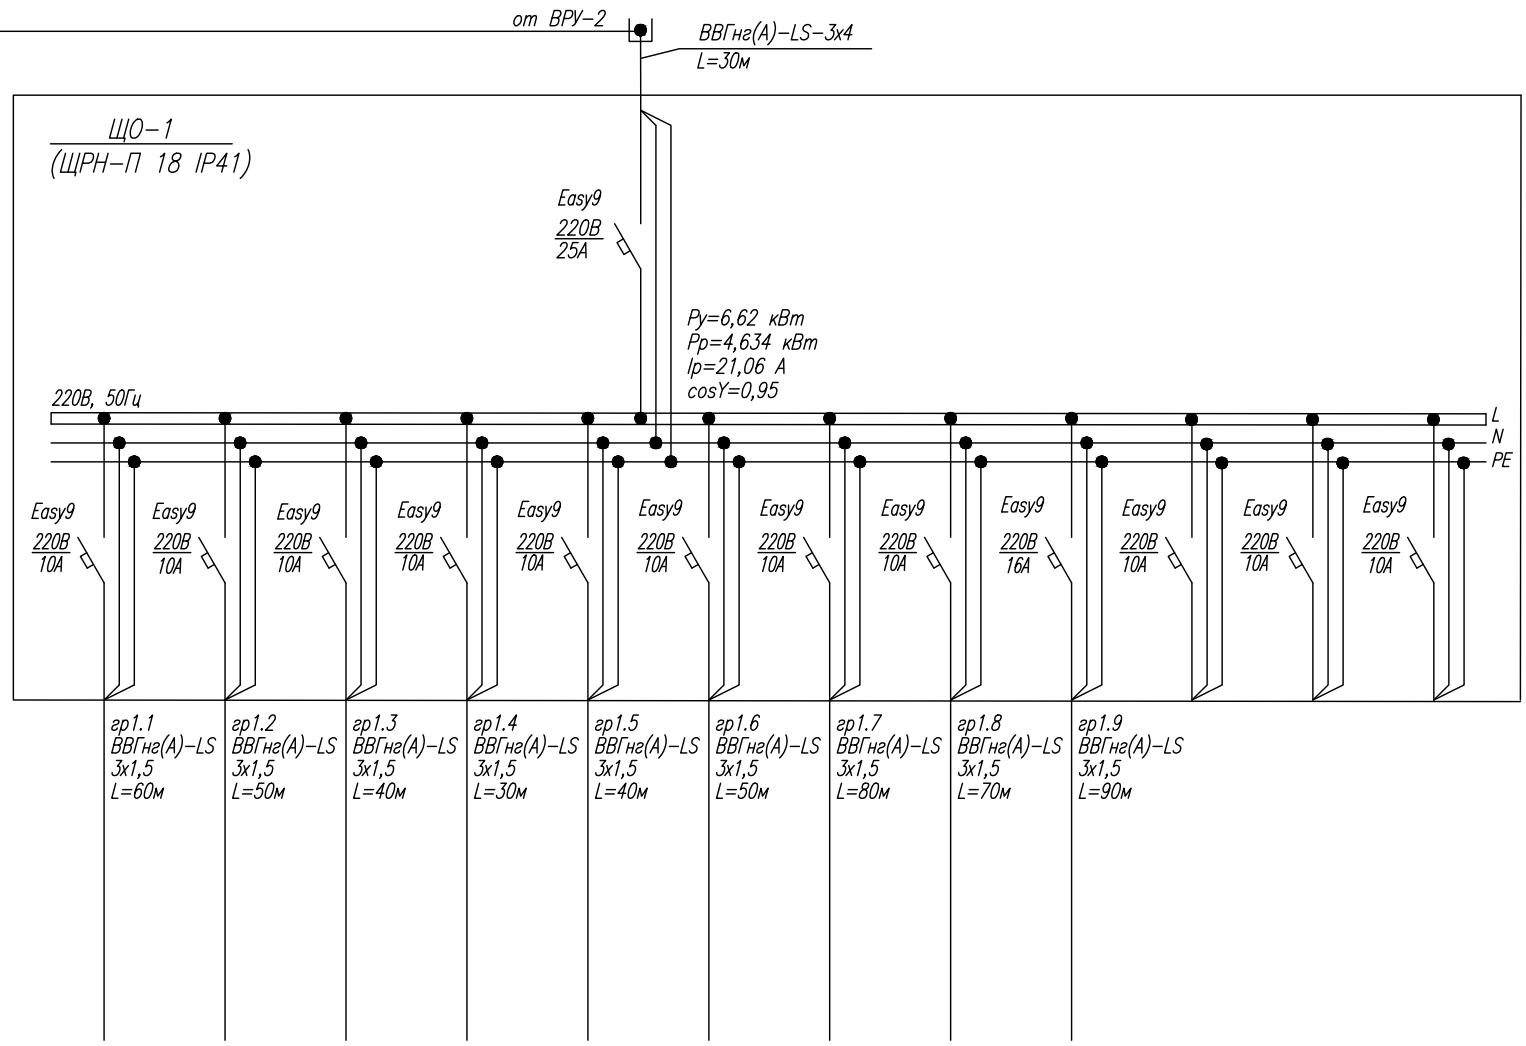 от ВРУ-2
ВВГнг(А)-LS-3х4
L=30м
ЩО-1
(ЩРН-П 18 IP41)
Easy9
220В
25А
Ру=6,62 кВт
Рр=4,634 кВт
Iр=21,06 А
cosY=0,95
220В, 50Гц
L
N
PE
Easy9
220В
10А
Easy9
220В
10А
Easy9
220В
10А
Easy9
220В
10А
Easy9
220В
10А
Easy9
220В
10А
Easy9
220В
10А
Easy9
220В
10А
Easy9
220В
16А
Easy9
220В
10А
Easy9
220В
10А
Easy9
220В
10А
гр1.1
ВВГнг(А)-LS
3х1,5
L=60м
гр1.2
ВВГнг(А)-LS
3х1,5
L=50м
гр1.3
ВВГнг(А)-LS
3х1,5
L=40м
гр1.4
ВВГнг(А)-LS
3х1,5
L=30м
гр1.5
ВВГнг(А)-LS
3х1,5
L=40м
гр1.6
ВВГнг(А)-LS
3х1,5
L=50м
гр1.7
ВВГнг(А)-LS
3х1,5
L=80м
гр1.8
ВВГнг(А)-LS
3х1,5
L=70м
гр1.9
ВВГнг(А)-LS
3х1,5
L=90м